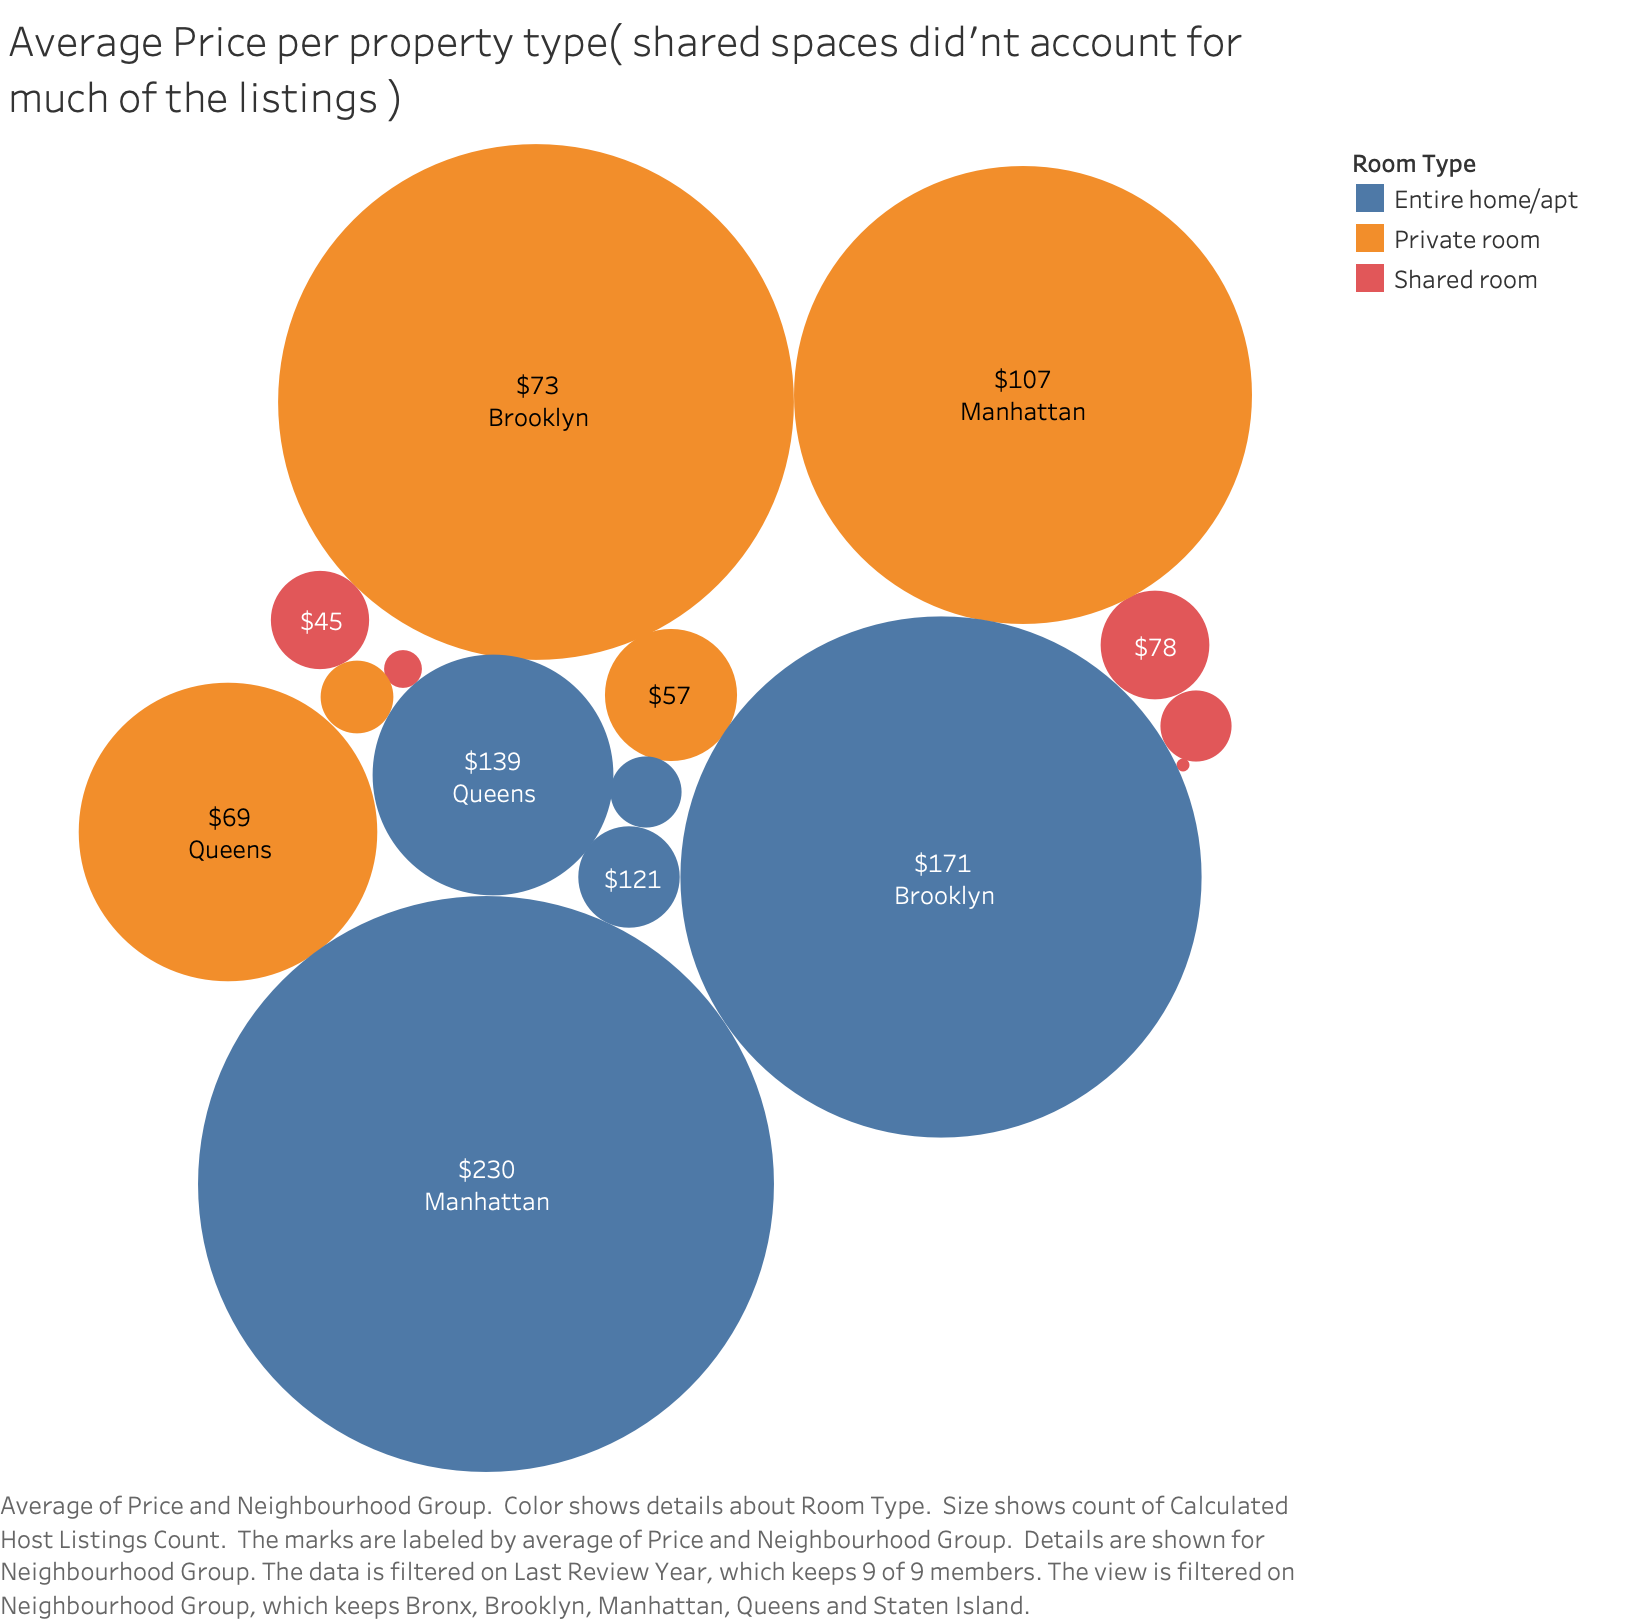 Average Price per property type( shared spaces did'nt account for
much of the listings )
Room Type
Entire home/apt
Private room
Shared room
$73
Brooklyn
$107
Manhattan
$45
$57
$78
$139
Queens
$69
Queens
$121
$171
Brooklyn
$230
Manhattan
Average of Price and Neighbourhood Group.  Color shows details about Room Type.  Size shows count of Calculated
Host Listings Count.  The marks are labeled by average of Price and Neighbourhood Group.  Details are shown for
Neighbourhood Group. The data is filtered on Last Review Year, which keeps 9 of 9 members. The view is filtered on
Neighbourhood Group, which keeps Bronx, Brooklyn, Manhattan, Queens and Staten Island.